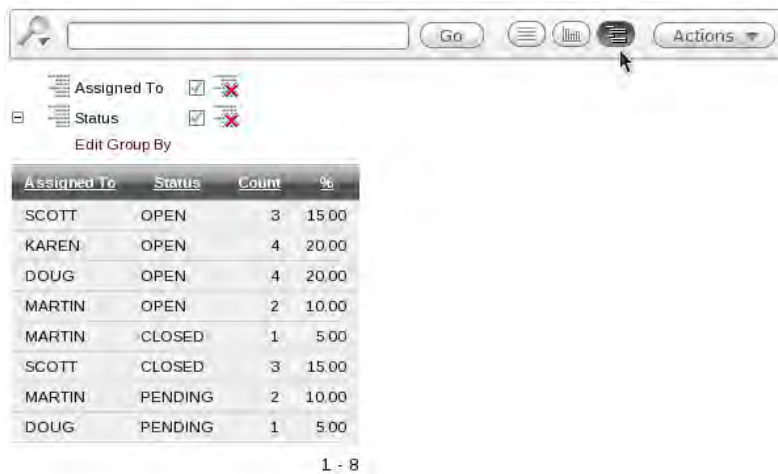 Go Actions
Assigned To
Status
Edit Group By
Assigned To Status Count %
SCOTT OPEN 3 15.00
KAREN OPEN 4 20.00
DOUG OPEN 4 20.00
MARTIN OPEN 2 10.00
MARTIN CLOSED 1 5.00
SCOTT CLOSED 3 15.00
MARTIN PENDING 2 10.00
DOUG PENDING 1 5.00
1 - 8